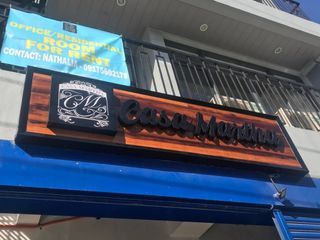 OFFICE/RESIDENTIAL
ROOM
FOR RENT
CONTACT: NATHALIA
CM
Casa Martina